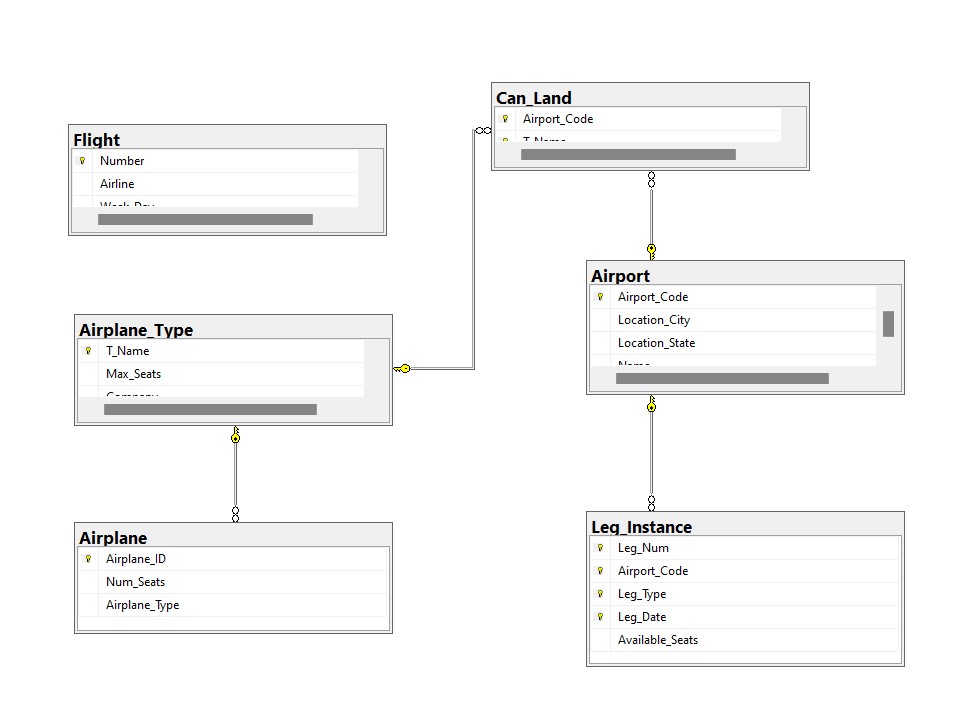 Can_Land
Airport_Code
T_Name
Flight
Number
Airline
Week_Day
Airport
Airport_Code
Location_City
Location_State
Name
Airplane_Type
T_Name
Max_Seats
Company
Airplane
Airplane_ID
Num_Seats
Airplane_Type
Leg_Instance
Leg_Num
Airport_Code
Leg_Type
Leg_Date
Available_Seats